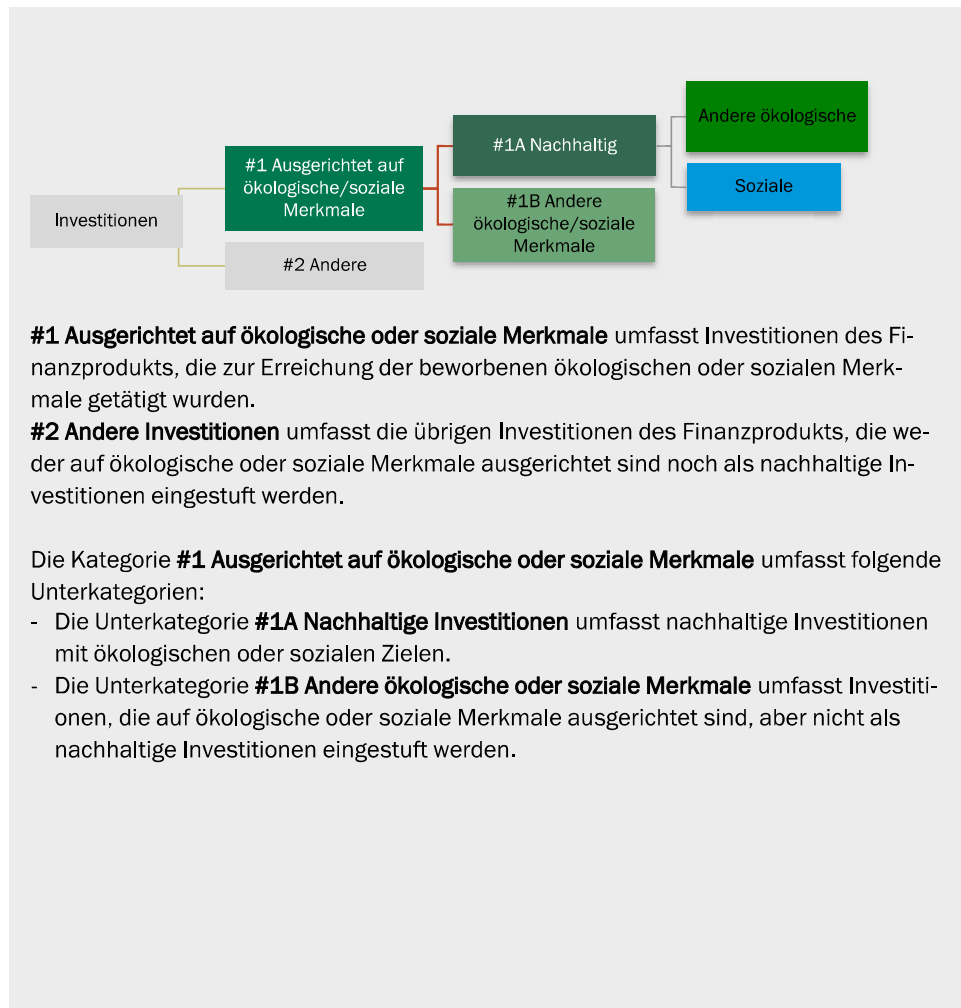 Investitionen
#1 Ausgerichtet auf
ökologische/soziale
Merkmale
#2 Andere
#1A Nachhaltig
#1B Andere
ökologische/soziale
Merkmale
Andere ökologische
Soziale
#1 Ausgerichtet auf ökologische oder soziale Merkmale umfasst Investitionen des Fi-
nanzprodukts, die zur Erreichung der beworbenen ökologischen oder sozialen Merk-
male getätigt wurden.
#2 Andere Investitionen umfasst die übrigen Investitionen des Finanzprodukts, die we-
der auf ökologische oder soziale Merkmale ausgerichtet sind noch als nachhaltige In-
vestitionen eingestuft werden.
Die Kategorie #1 Ausgerichtet auf ökologische oder soziale Merkmale umfasst folgende
Unterkategorien:
- Die Unterkategorie #1A Nachhaltige Investitionen umfasst nachhaltige Investitionen
mit ökologischen oder sozialen Zielen.
- Die Unterkategorie #1B Andere ökologische oder soziale Merkmale umfasst Investiti-
onen, die auf ökologische oder soziale Merkmale ausgerichtet sind, aber nicht als
nachhaltige Investitionen eingestuft werden.